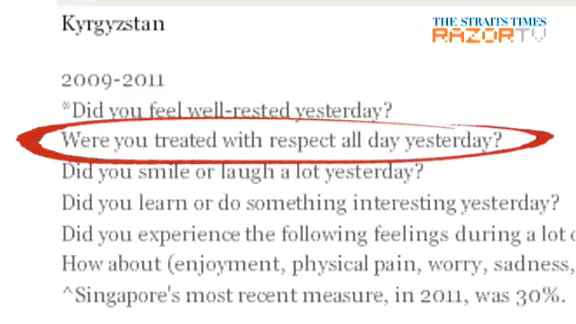 Kyrgyzstan
THE STRAITS TIMES
RAZORTV
2009-2011
*Did you feel well-rested yesterday?
Were you treated with respect all day yesterday?
Did you smile or laugh a lot yesterday?
Did you learn or do something interesting yesterday?
Did you experience the following feelings during a lot
How about (enjoyment, physical pain, worry, sadness,
^Singapore's most recent measure, in 2011, was 30%.